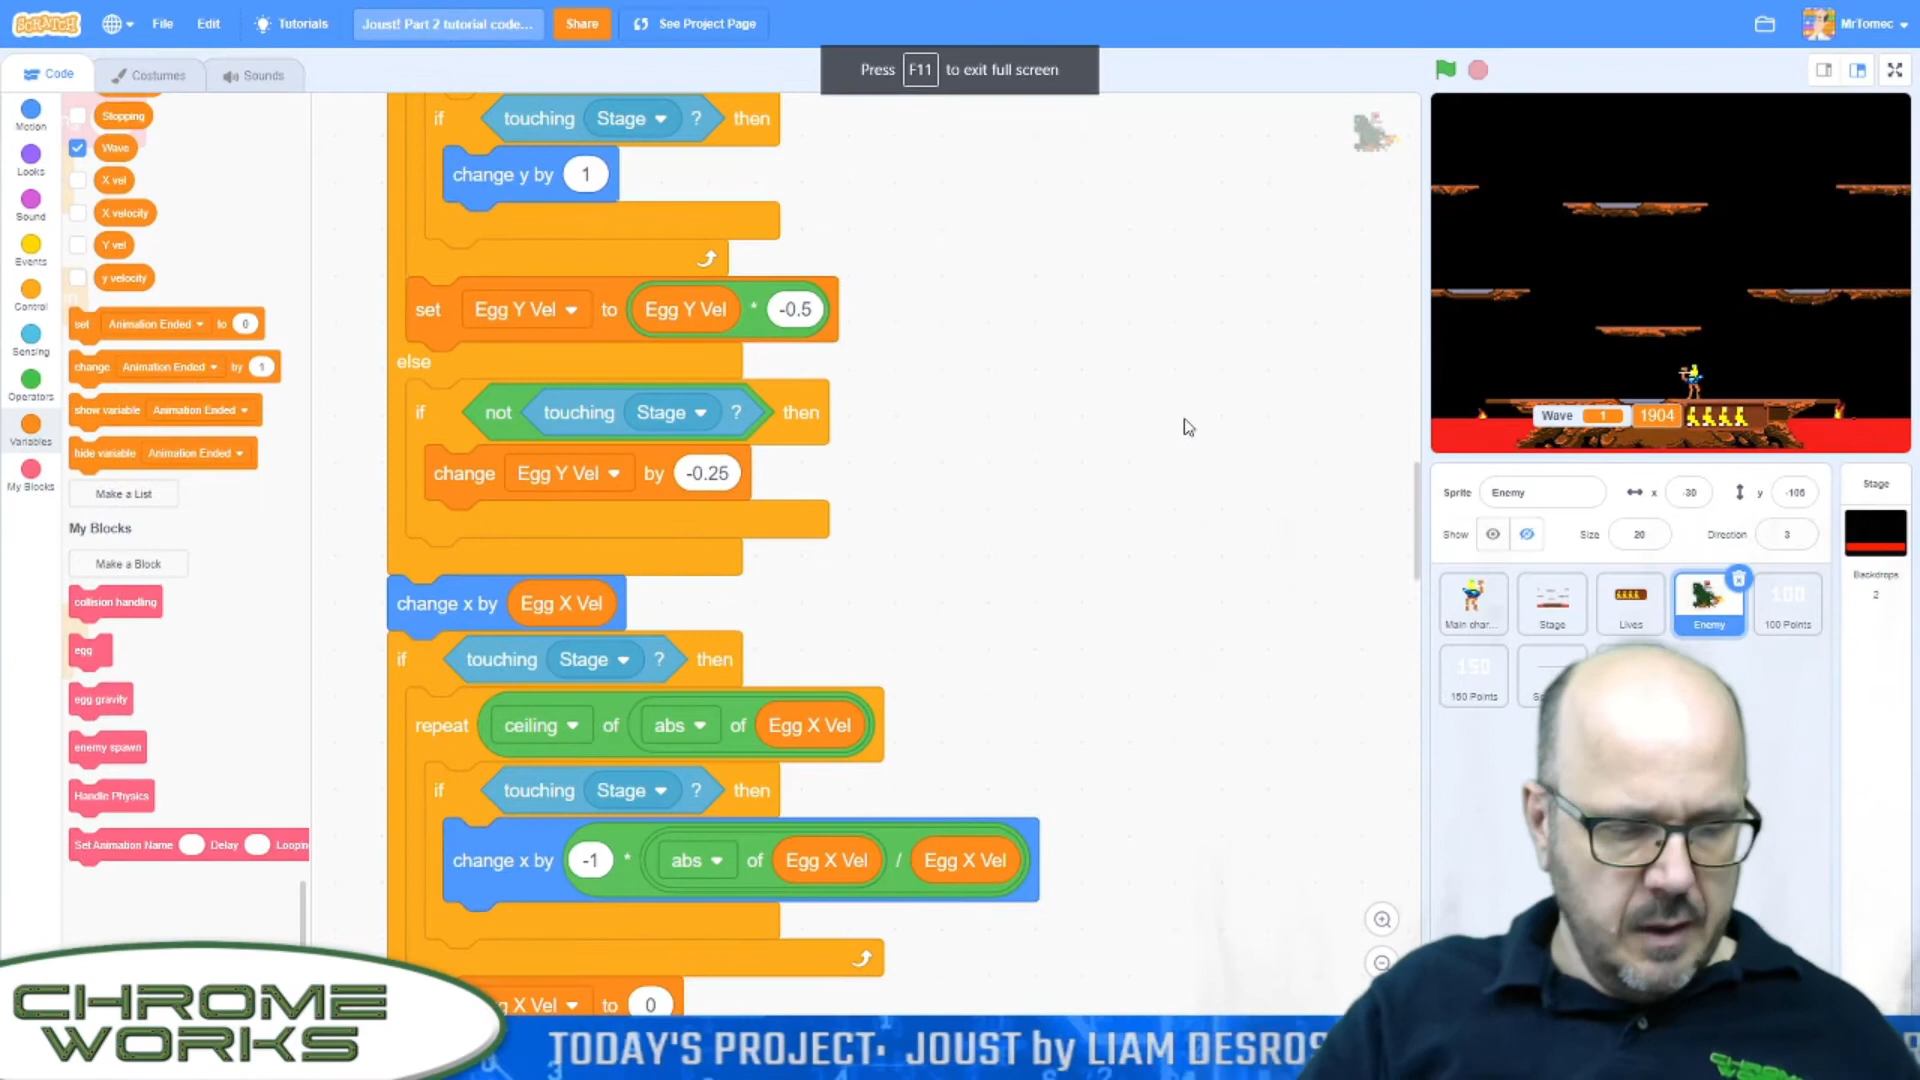 SCRATCH
File
Edit
Tutorials
Joust! Part 2 tutorial code...
Share
See Project Page
MrTomec
Code
Costumes
Sounds
Press F11 to exit full screen
Motion
Looks
Sound
Events
Control
Sensing
Operators
Variables
My Blocks
Stopping
Wave
X vel
X velocity
Y vel
y velocity
set Animation Ended to 0
change Animation Ended by 1
show variable Animation Ended
hide variable Animation Ended
Make a List
My Blocks
Make a Block
collision handling
egg
egg gravity
enemy spawn
Handle Physics
Set Animation Name Delay Loopin
if touching Stage ? then
change y by 1
set Egg Y Vel to Egg Y Vel * -0.5
else
if not touching Stage ? then
change Egg Y Vel by -0.25
change x by Egg X Vel
if touching Stage ? then
repeat ceiling of abs of Egg X Vel
if touching Stage ? then
change x by -1 * abs of Egg X Vel / Egg X Vel
g X Vel to 0
Wave 1 1904
Sprite Enemy x -30 y -106
Show Size 20 Direction 3
Stage
Backdrops
2
Main char...
Stage
Lives
Enemy
100
100 Points
150
150 Points
CHROME
WORKS
TODAY'S PROJECT: JOUST by LIAM DESROS